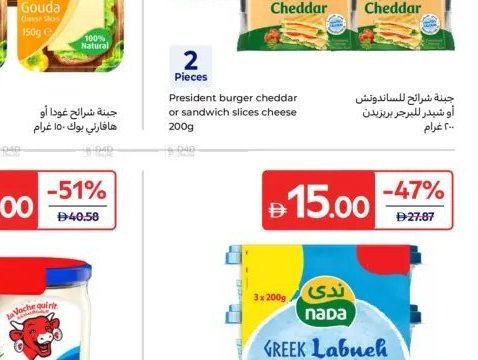 Gouda
Cheese Slices
150g e
100%
Natural
Cheddar
Cheddar
2
Pieces
President burger cheddar
or sandwich slices cheese
200g
جبنة شرائح للساندوتش
أو شيدر للبرجر بريزيدن
٢٠٠ غرام
جبنة شرائح غودا أو
هافارتي بوك ١٥٠ غرام
00
-51%
40.58
15.00
-47%
27.87
La Vache qui rit
3 x 200g
ندى
nada
GREEK Labneh